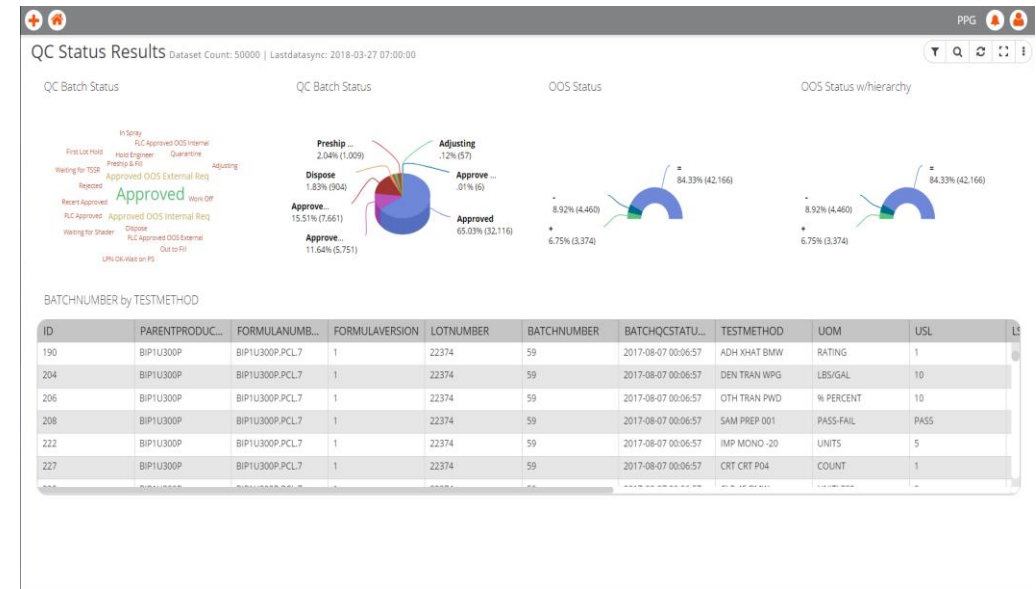 PPG
QC Status Results Dataset Count: 50000 | Lastdatasync: 2018-03-27 07:00:00
QC Batch Status
In Spray
FLC Approved OOS Internal
First Lot Hold
Hold Engineer
Quarantine
Waiting for TSSR
Preship & Fill
Adjusting
Approved OOS External Req
Rejected
Approved
Work Off
Recent Approved
FLC Approved
Approved OOS Internal Req
Waiting for Shader
Dispose
FLC Approved OOS External
Out to Fill
UPN OK-Wait on PS
QC Batch Status
Preship ...
2.04% (1,009)
Adjusting
.12% (57)
Dispose
1.83% (904)
Approve ...
.01% (6)
Approve...
15.51% (7,661)
Approved
65.03% (32,116)
Approve...
11.64% (5,751)
OOS Status
=
84.33% (42,166)
-
8.92% (4,460)
+
6.75% (3,374)
OOS Status w/hierarchy
=
84.33% (42,166)
-
8.92% (4,460)
+
6.75% (3,374)
BATCHNUMBER by TESTMETHOD
ID PARENTPRODUC... FORMULANUMB... FORMULAVERSION LOTNUMBER BATCHNUMBER BATCHQCSTATU... TESTMETHOD UOM USL
190 BIP1U300P BIP1U300P.PCL.7 1 22374 59 2017-08-07 00:06:57 ADH XHAT BMW RATING 1
204 BIP1U300P BIP1U300P.PCL.7 1 22374 59 2017-08-07 00:06:57 DEN TRAN WPG LBS/GAL 10
206 BIP1U300P BIP1U300P.PCL.7 1 22374 59 2017-08-07 00:06:57 OTH TRAN PWD % PERCENT 10
208 BIP1U300P BIP1U300P.PCL.7 1 22374 59 2017-08-07 00:06:57 SAM PREP 001 PASS-FAIL PASS
222 BIP1U300P BIP1U300P.PCL.7 1 22374 59 2017-08-07 00:06:57 IMP MONO -20 UNITS 5
227 BIP1U300P BIP1U300P.PCL.7 1 22374 59 2017-08-07 00:06:57 CRT CRT P04 COUNT 1